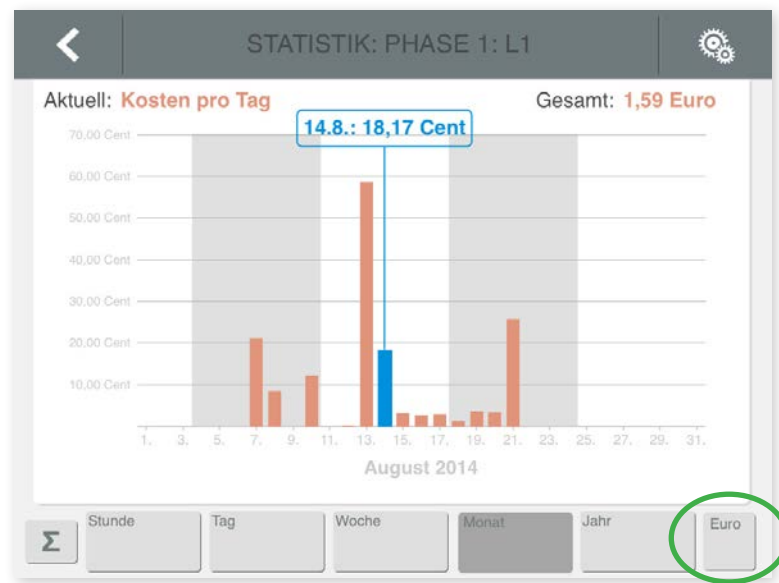 STATISTIK: PHASE 1: L1
Aktuell: Kosten pro Tag
Gesamt: 1,59 Euro
14.8.: 18,17 Cent
70,00 Cent
60,00 Cent
50,00 Cent
40,00 Cent
30,00 Cent
20,00 Cent
10,00 Cent
1. 3. 5. 7. 9. 11. 13. 15. 17. 19. 21. 23. 25. 27. 29. 31.
August 2014
Σ Stunde Tag Woche Monat Jahr Euro